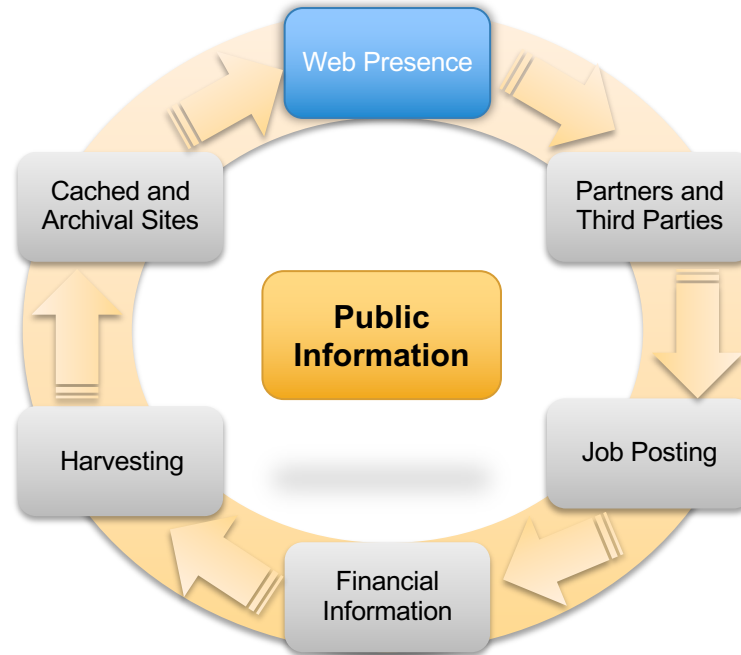 Web Presence
Cached and
Archival Sites
Partners and
Third Parties
Public
Information
Harvesting
Job Posting
Financial
Information